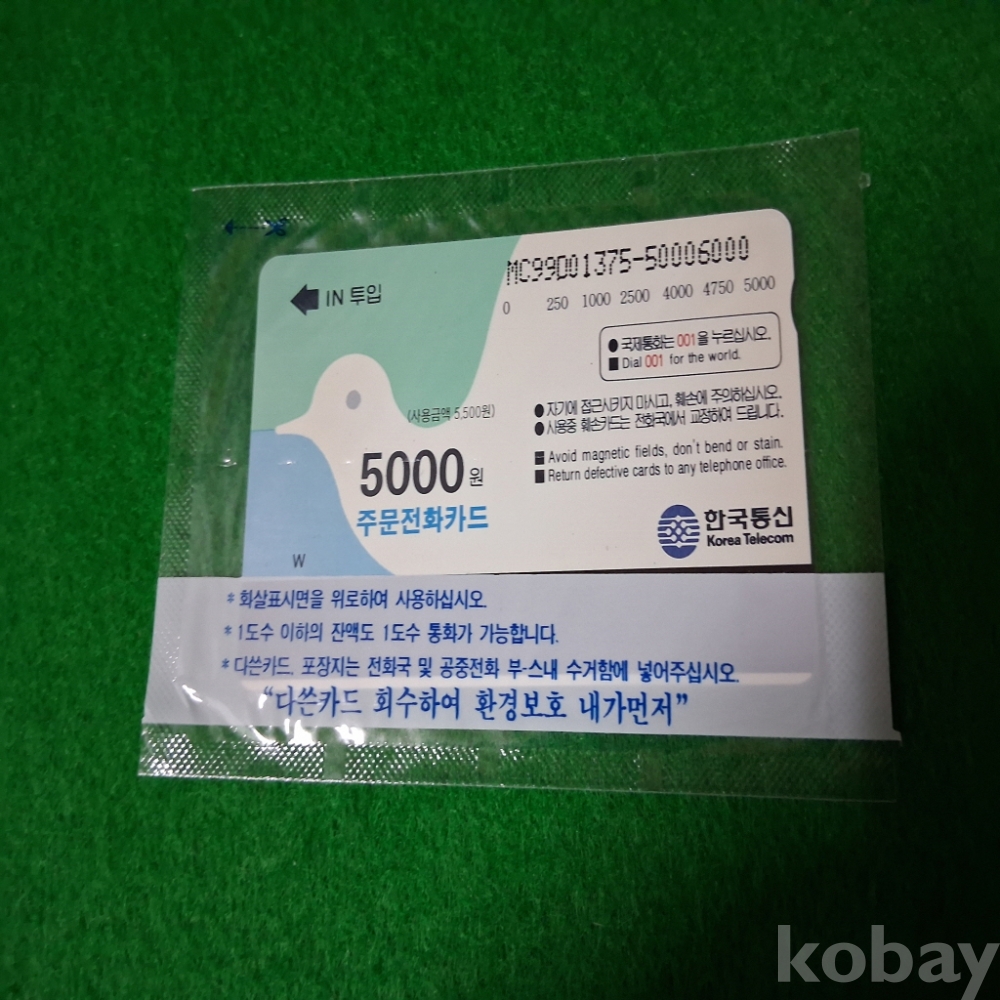 IN 투입
MC99D01375-50006000
0 250 1000 2500 4000 4750 5000
● 국제통화는 001을 누르십시오.
■ Dial 001 for the world.
(사용금액 5,500원)
● 자기에 접근시키지 마시고, 훼손에 주의하십시오.
● 사용중 훼손카드는 전화국에서 교정하여 드립니다.
■ Avoid magnetic fields, don't bend or stain.
■ Return defective cards to any telephone office.
5000원
주문전화카드
한국통신
Korea Telecom
W
* 화살표시면을 위로하여 사용하십시오.
* 1도수 이하의 잔액도 1도수 통화가 가능합니다.
* 다쓴카드, 포장지는 전화국 및 공중전화 부-스내 수거함에 넣어주십시오.
“다쓴카드 회수하여 환경보호 내가먼저”
kobay